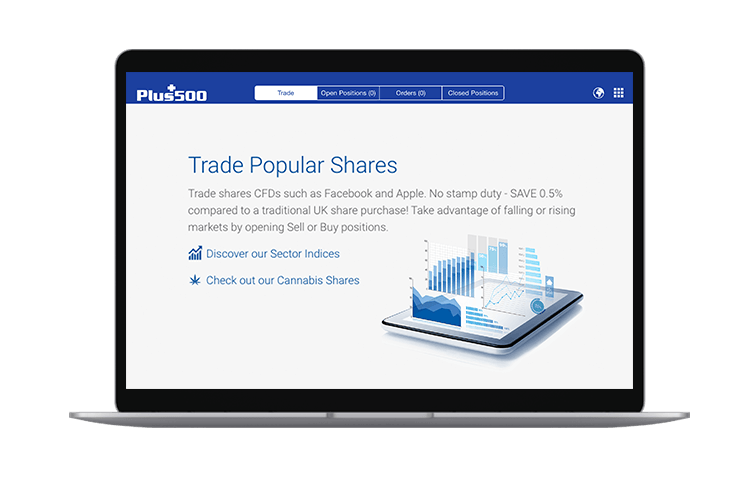 Plus500
Trade
Open Positions (0)
Orders (0)
Closed Positions
Trade Popular Shares
Trade shares CFDs such as Facebook and Apple. No stamp duty - SAVE 0.5%
compared to a traditional UK share purchase! Take advantage of falling or rising
markets by opening Sell or Buy positions.
Discover our Sector Indices
Check out our Cannabis Shares